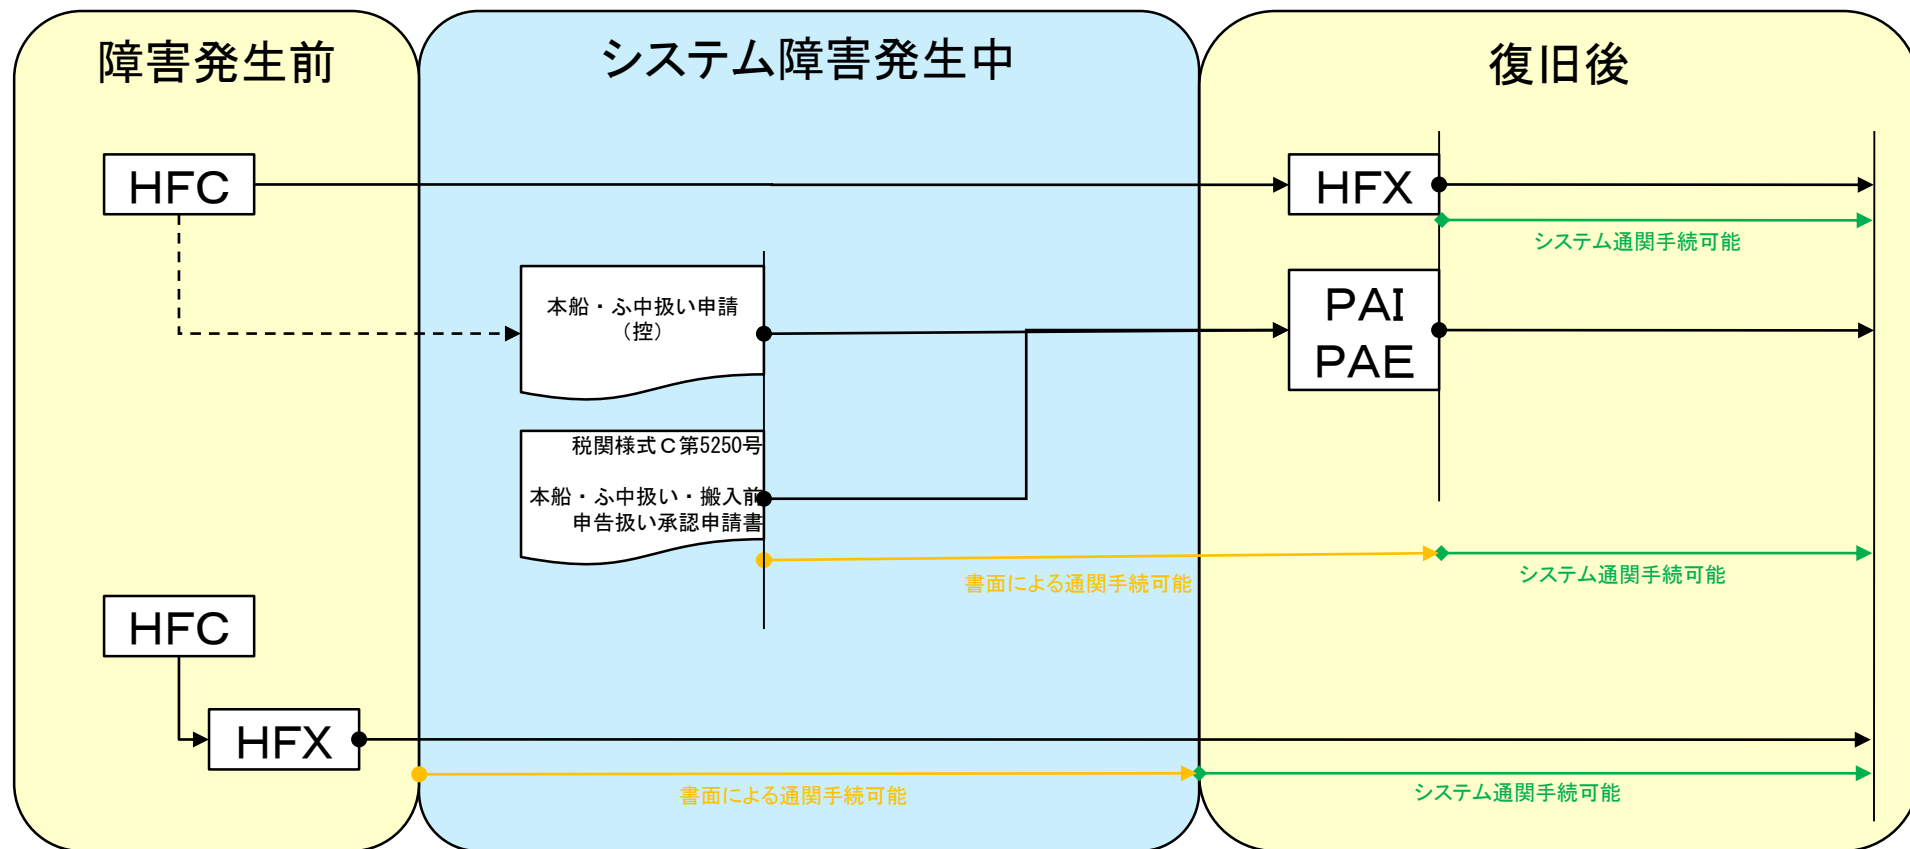 障害発生前
システム障害発生中
復旧後
HFC
HFX
システム通関手続可能
本船・ふ中扱い申請
（控）
PAI
PAE
税関様式C第5250号
本船・ふ中扱い・搬入前
申告扱い承認申請書
書面による通関手続可能
システム通関手続可能
HFC
HFX
書面による通関手続可能
システム通関手続可能